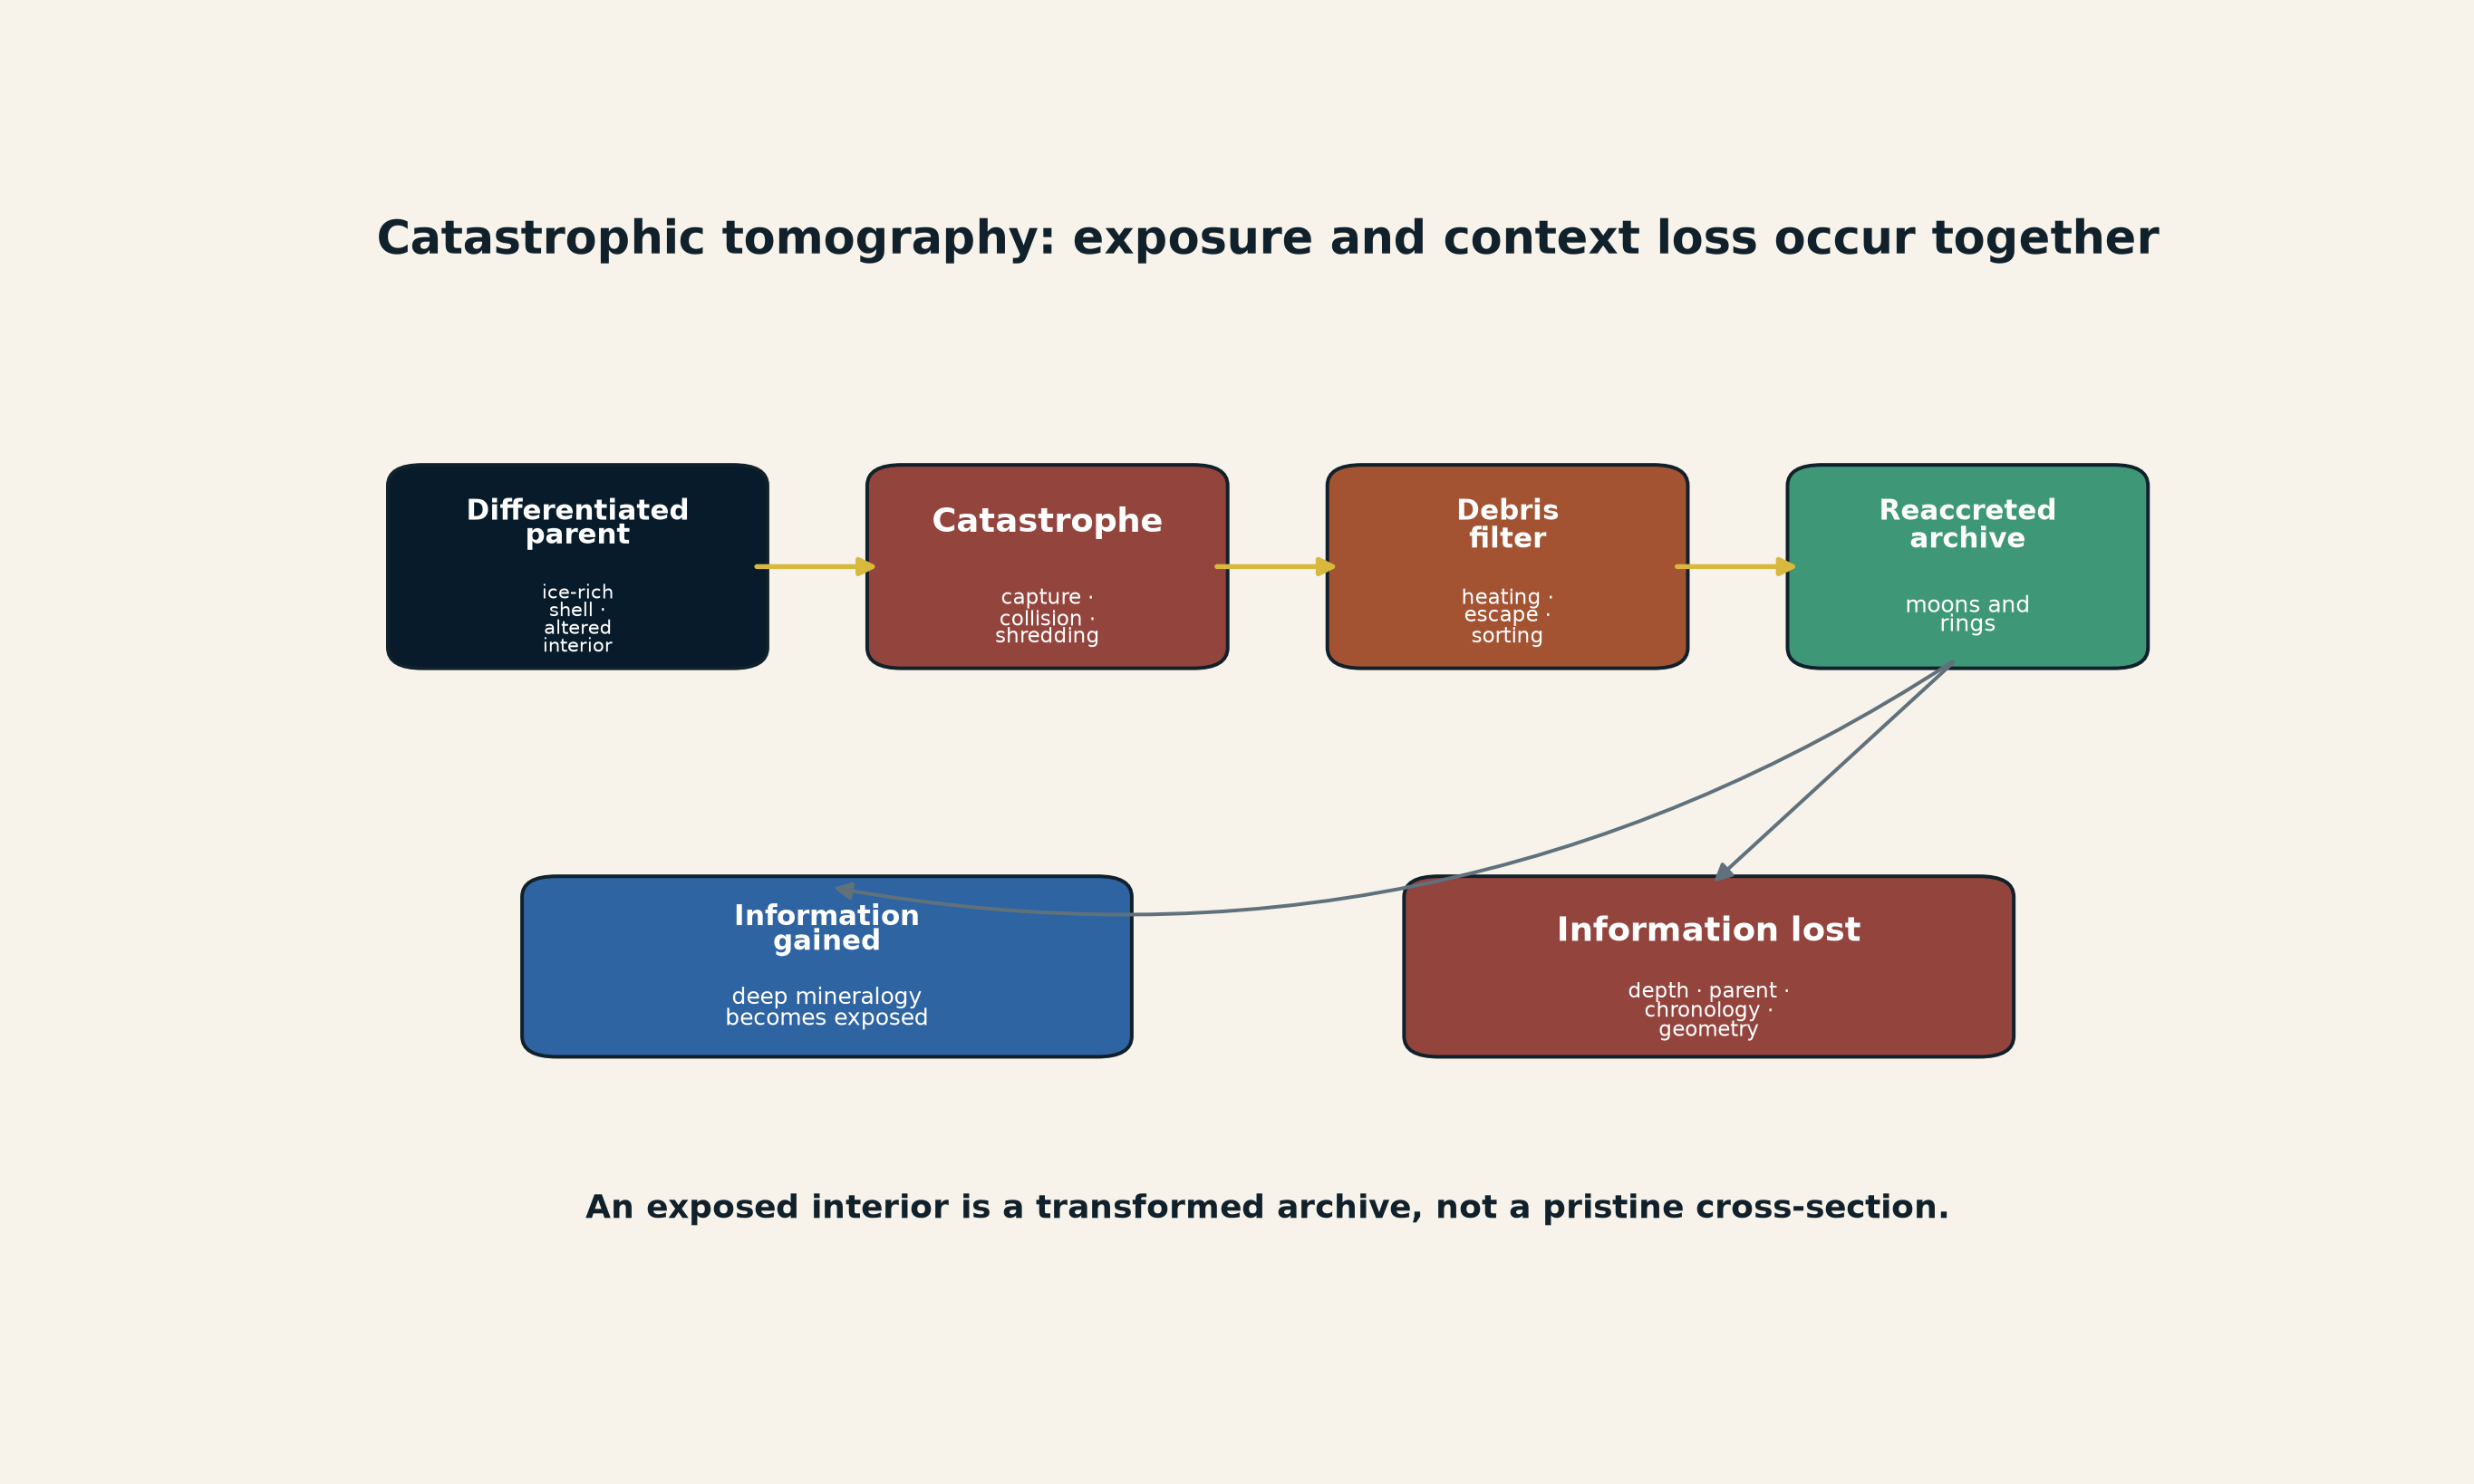 Catastrophic tomography: exposure and context loss occur together
Differentiated
parent
ice-rich
shell ·
altered
interior
Catastrophe
capture ·
collision ·
shredding
Debris
filter
heating ·
escape ·
sorting
Reaccreted
archive
moons and
rings
Information
gained
deep mineralogy
becomes exposed
Information lost
depth · parent ·
chronology ·
geometry
An exposed interior is a transformed archive, not a pristine cross-section.